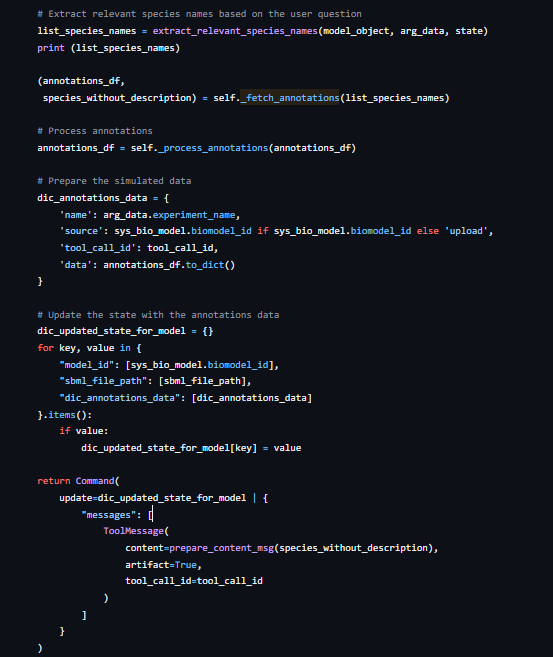 # Extract relevant species names based on the user question
list_species_names = extract_relevant_species_names(model_object, arg_data, state)
print (list_species_names)

(annotations_df,
 species_without_description) = self._fetch_annotations(list_species_names)

# Process annotations
annotations_df = self._process_annotations(annotations_df)

# Prepare the simulated data
dic_annotations_data = {
    'name': arg_data.experiment_name,
    'source': sys_bio_model.biomodel_id if sys_bio_model.biomodel_id else 'upload',
    'tool_call_id': tool_call_id,
    'data': annotations_df.to_dict()
}

# Update the state with the annotations data
dic_updated_state_for_model = {}
for key, value in {
    "model_id": [sys_bio_model.biomodel_id],
    "sbml_file_path": [sbml_file_path],
    "dic_annotations_data": [dic_annotations_data]
}.items():
    if value:
        dic_updated_state_for_model[key] = value

return Command(
    update=dic_updated_state_for_model | {
        "messages": [
            ToolMessage(
                content=prepare_content_msg(species_without_description),
                artifact=True,
                tool_call_id=tool_call_id
            )
        ]
    }
)